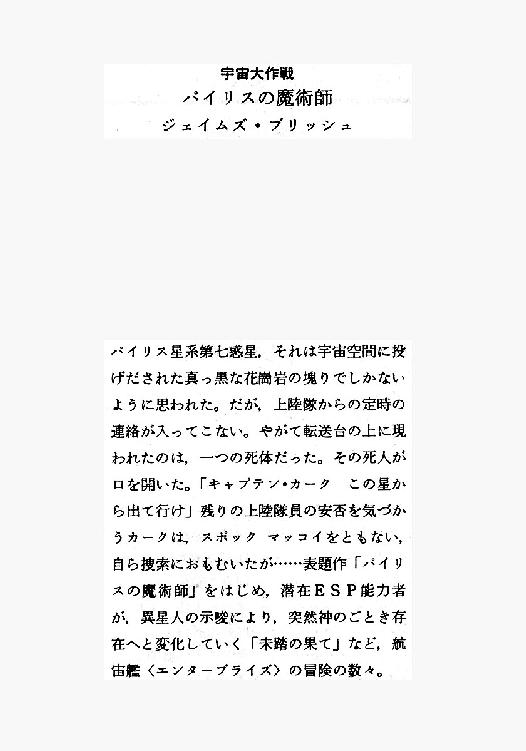 宇宙大作戦
パイリスの魔術師
ジェイムズ・ブリッシュ
パイリス星系第七惑星，それは宇宙空間に投
げだされた真っ黒な花崗岩の塊りでしかない
ように思われた。だが，上陸隊からの定時の
連絡が入ってこない。やがて転送台の上に現
われたのは，一つの死体だった。その死人が
口を開いた。「キャプテン・カーク　この星か
ら出て行け」残りの上陸隊員の安否を気づか
うカークは，スポック　マッコイをともない，
自ら捜索におもむいたが……表題作「パイリ
スの魔術師」をはじめ，潜在ＥＳＰ能力者
が，異星人の示唆により，突然神のごとき存
在へと変化していく「未踏の果て」など，航
宙艦〈エンタープライズ〉の冒険の数々。